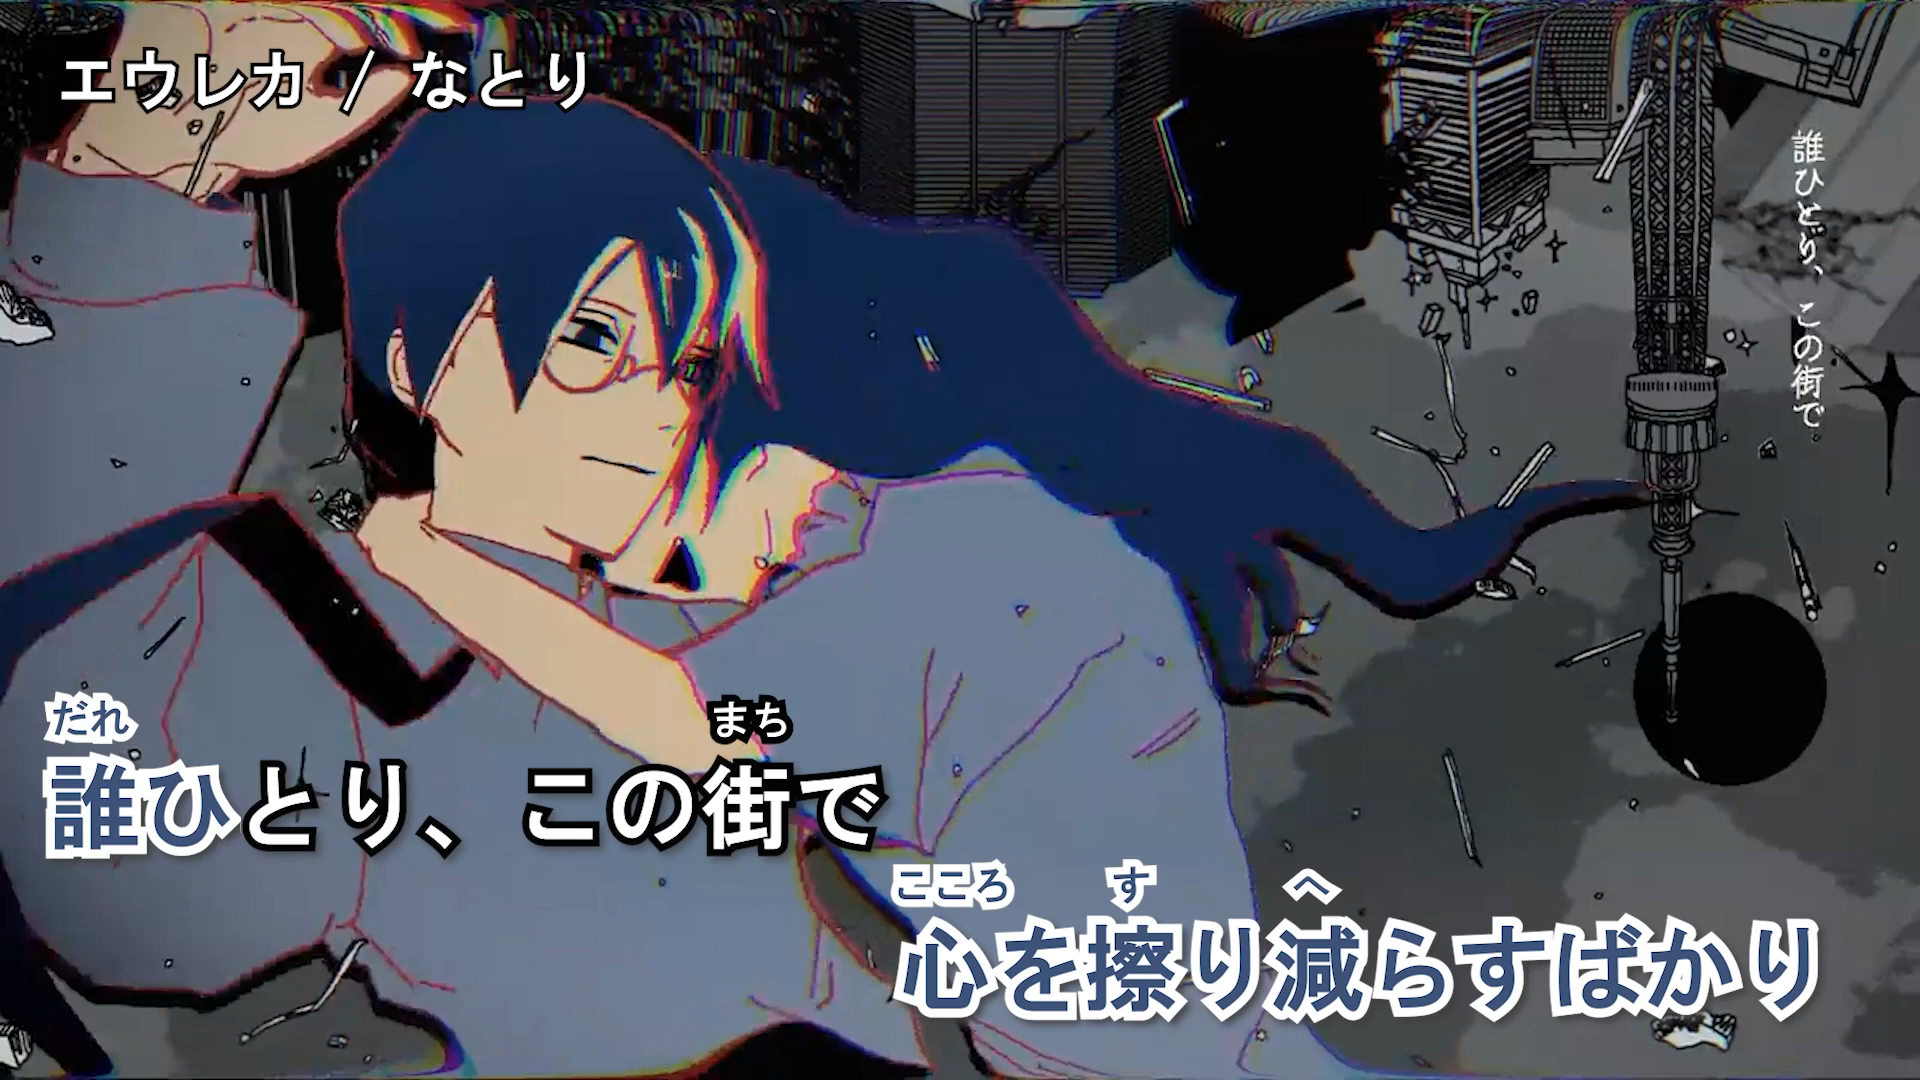 エウレカ / なとり
誰ひとり、この街で
だれ
まち
誰ひとり、この街で
こころ
す
へ
心を擦り減らすばかり